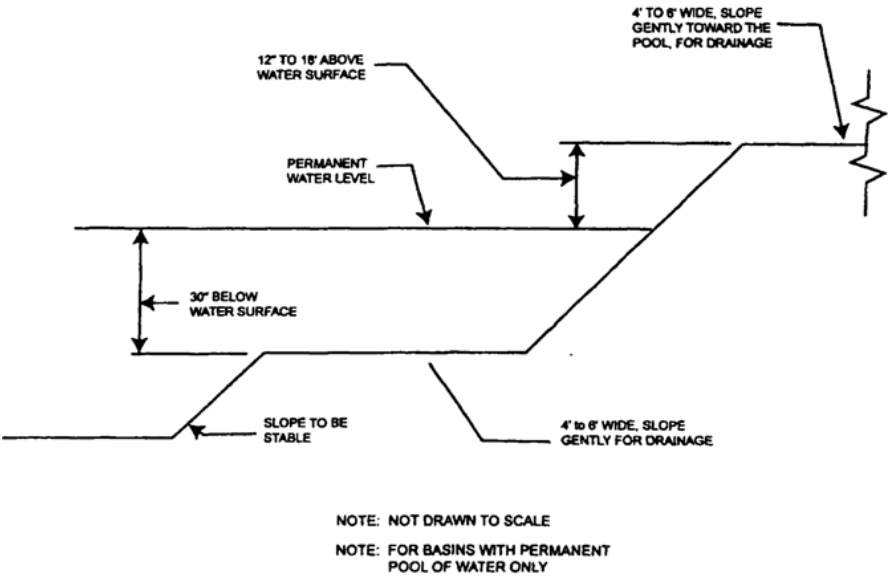 4' TO 6' WIDE, SLOPE
GENTLY TOWARD THE
POOL, FOR DRAINAGE
12" TO 18' ABOVE
WATER SURFACE
PERMANENT
WATER LEVEL
30" BELOW
WATER SURFACE
SLOPE TO BE
STABLE
4' to 6' WIDE, SLOPE
GENTLY FOR DRAINAGE
NOTE: NOT DRAWN TO SCALE
NOTE: FOR BASINS WITH PERMANENT
POOL OF WATER ONLY